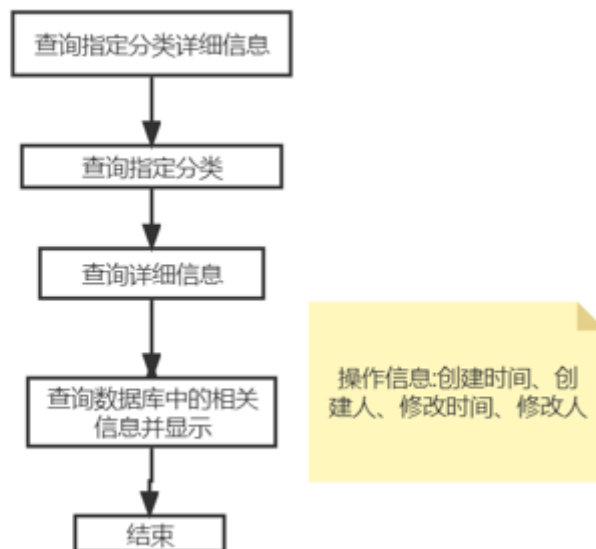 查询指定分类详细信息
查询指定分类
查询详细信息
查询数据库中的相关
信息并显示
结束
操作信息:创建时间、创
建人、修改时间、修改人